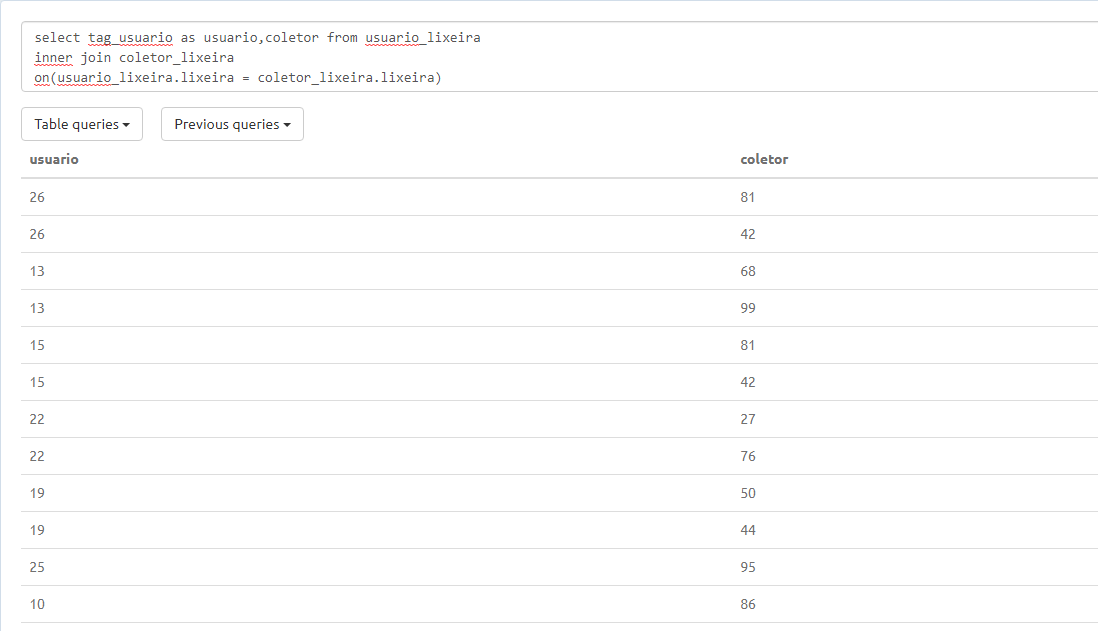 select tag_usuario as usuario,coletor from usuario_lixeira
inner join coletor_lixeira
on(usuario_lixeira.lixeira = coletor_lixeira.lixeira)
Table queries Previous queries
usuario coletor
26 81
26 42
13 68
13 99
15 81
15 42
22 27
22 76
19 50
19 44
25 95
10 86